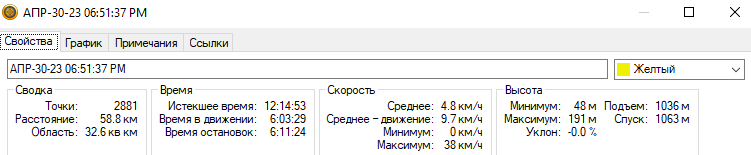 АПР-30-23 06:51:37 PM
Свойства График Примечания Ссылки
АПР-30-23 06:51:37 PM Желтый
Сводка Время Скорость Высота
Точки: 2881 Истекшее время: 12:14:53 Среднее: 4.8 км/ч Минимум: 48 м Подъем: 1036 м
Расстояние: 58.8 км Время в движении: 6:03:29 Среднее – движение: 9.7 км/ч Максимум: 191 м Спуск: 1063 м
Область: 32.6 кв км Время остановок: 6:11:24 Минимум: 0 км/ч Уклон: -0.0 %
Максимум: 38 км/ч